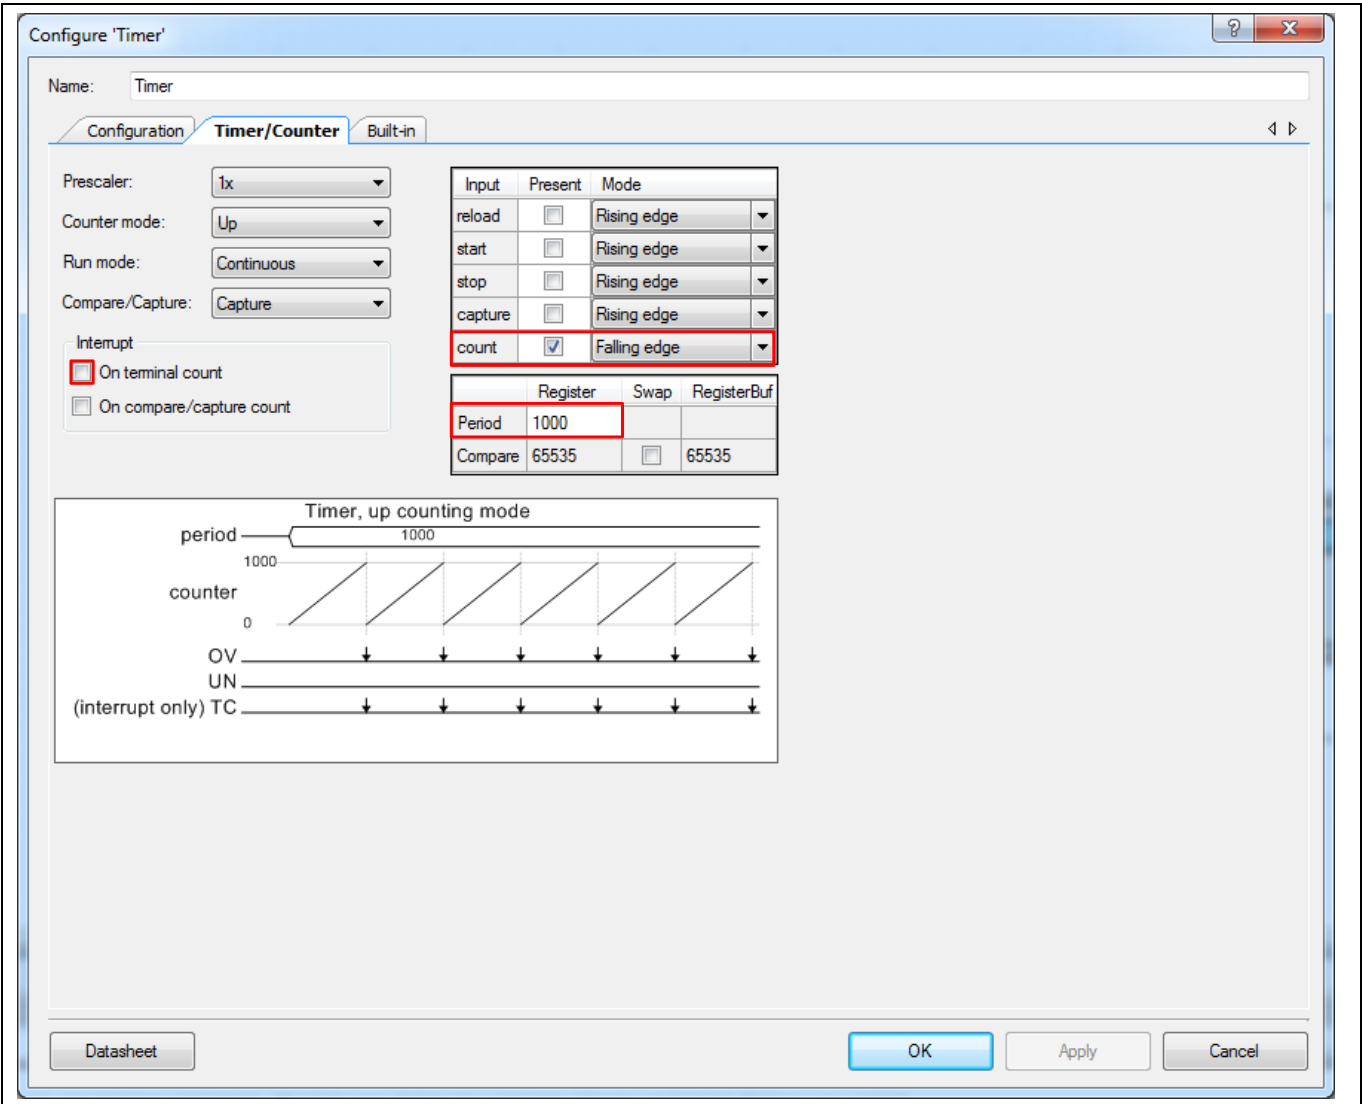 Configure 'Timer'
Name: Timer
Configuration Timer/Counter Built-in
Prescaler: 1x
Counter mode: Up
Run mode: Continuous
Compare/Capture: Capture
Interrupt
On terminal count
On compare/capture count
Input Present Mode
reload Rising edge
start Rising edge
stop Rising edge
capture Rising edge
count Falling edge
Register Swap RegisterBuf
Period 1000
Compare 65535 65535
Timer, up counting mode
period 1000
1000
counter
0
OV
UN
(interrupt only) TC
Datasheet OK Apply Cancel